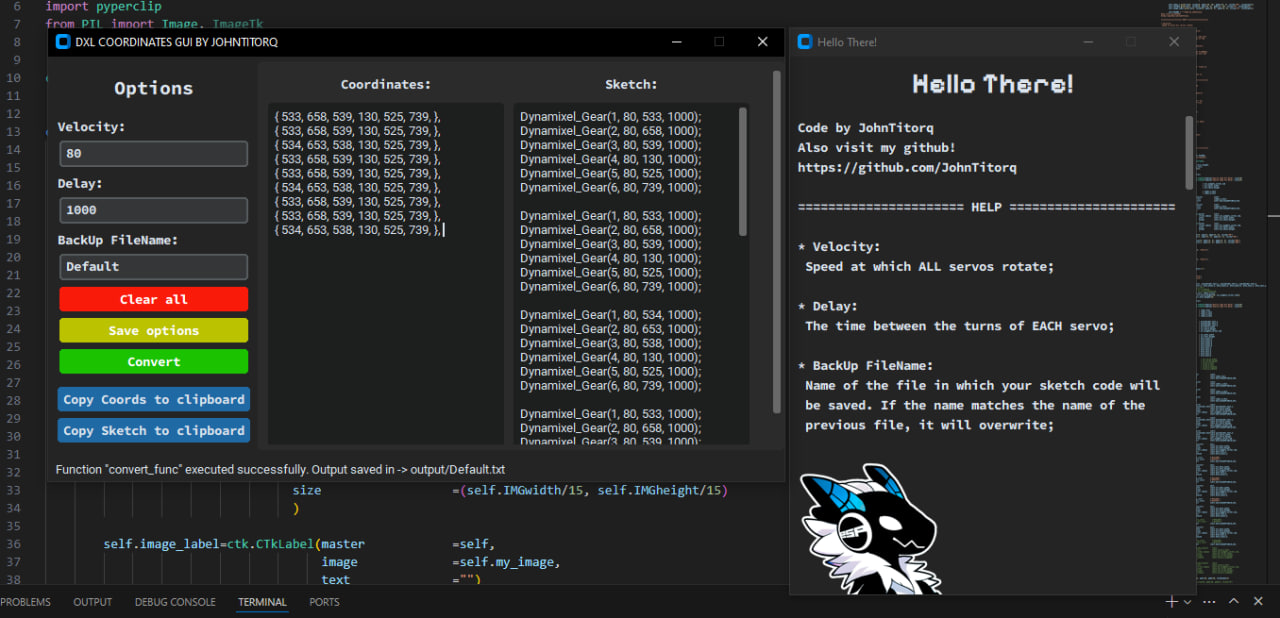 6 import pyperclip
7 from PIL import Image, ImageTk
8
9
10
11
12
13
14
15
16
17
18
19
20
21
22
23
24
25
26
27
28
29
30
31
32
33 size =(self.IMGwidth/15, self.IMGheight/15)
34 )
35
36 self.image_label=ctk.CTkLabel(master =self,
37 image =self.my_image,
38 text ="")
DXL COORDINATES GUI BY JOHNTITORQ
Options
Velocity:
80
Delay:
1000
BackUp FileName:
Default
Clear all
Save options
Convert
Copy Coords to clipboard
Copy Sketch to clipboard
Coordinates:
{ 533, 658, 539, 130, 525, 739, },
{ 533, 658, 539, 130, 525, 739, },
{ 534, 653, 538, 130, 525, 739, },
{ 533, 658, 539, 130, 525, 739, },
{ 533, 658, 539, 130, 525, 739, },
{ 534, 653, 538, 130, 525, 739, },
{ 533, 658, 539, 130, 525, 739, },
{ 533, 658, 539, 130, 525, 739, },
{ 534, 653, 538, 130, 525, 739, },
Sketch:
Dynamixel_Gear(1, 80, 533, 1000);
Dynamixel_Gear(2, 80, 658, 1000);
Dynamixel_Gear(3, 80, 539, 1000);
Dynamixel_Gear(4, 80, 130, 1000);
Dynamixel_Gear(5, 80, 525, 1000);
Dynamixel_Gear(6, 80, 739, 1000);
Dynamixel_Gear(1, 80, 533, 1000);
Dynamixel_Gear(2, 80, 658, 1000);
Dynamixel_Gear(3, 80, 539, 1000);
Dynamixel_Gear(4, 80, 130, 1000);
Dynamixel_Gear(5, 80, 525, 1000);
Dynamixel_Gear(6, 80, 739, 1000);
Dynamixel_Gear(1, 80, 534, 1000);
Dynamixel_Gear(2, 80, 653, 1000);
Dynamixel_Gear(3, 80, 538, 1000);
Dynamixel_Gear(4, 80, 130, 1000);
Dynamixel_Gear(5, 80, 525, 1000);
Dynamixel_Gear(6, 80, 739, 1000);
Dynamixel_Gear(1, 80, 533, 1000);
Dynamixel_Gear(2, 80, 658, 1000);
Dynamixel_Gear(3, 80, 539, 1000);
Function "convert_func" executed successfully. Output saved in -> output/Default.txt
Hello There!
Hello There!
Code by JohnTitorq
Also visit my github!
https://github.com/JohnTitorq
====================== HELP ======================
* Velocity:
Speed at which ALL servos rotate;
* Delay:
The time between the turns of EACH servo;
* BackUp FileName:
Name of the file in which your sketch code will
be saved. If the name matches the name of the
previous file, it will overwrite;
PROBLEMS OUTPUT DEBUG CONSOLE TERMINAL PORTS